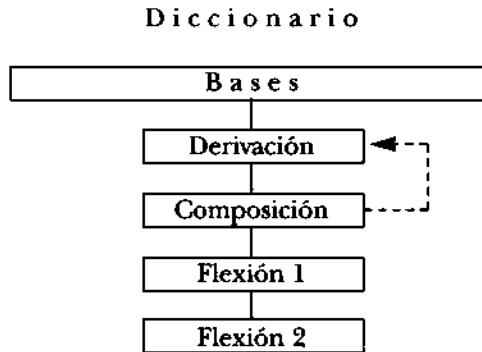 Diccionario
Bases
Derivación
Composición
Flexión 1
Flexión 2